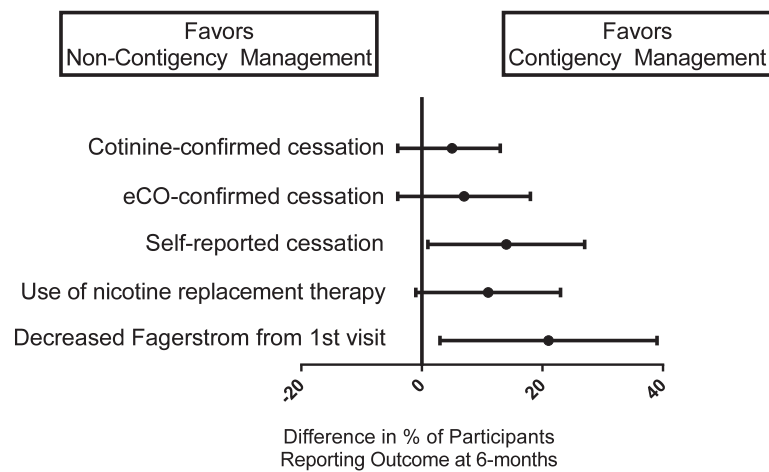 Favors
Non-Contigency Management
Favors
Contigency Management
Cotinine-confirmed cessation
eCO-confirmed cessation
Self-reported cessation
Use of nicotine replacement therapy
Decreased Fagerstrom from 1st visit
-20 0 20 40
Difference in % of Participants
Reporting Outcome at 6-months